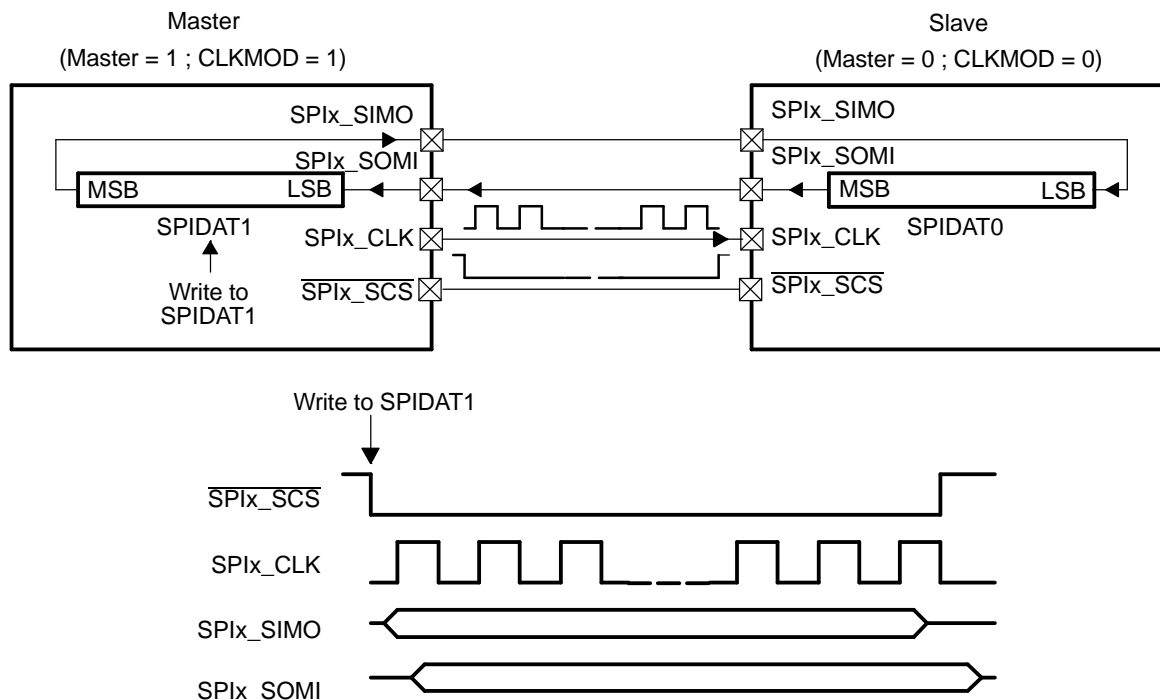 Master
(Master = 1 ; CLKMOD = 1)
Slave
(Master = 0 ; CLKMOD = 0)
SPIx_SIMO
SPIx_SIMO
SPIx_SOMI
SPIx_SOMI
MSB LSB
MSB LSB
SPIDAT1
SPIDAT0
SPIx_CLK
SPIx_CLK
SPIx_SCS
SPIx_SCS
Write to
SPIDAT1
Write to SPIDAT1
SPIx_SCS
SPIx_CLK
SPIx_SIMO
SPIx_SOMI